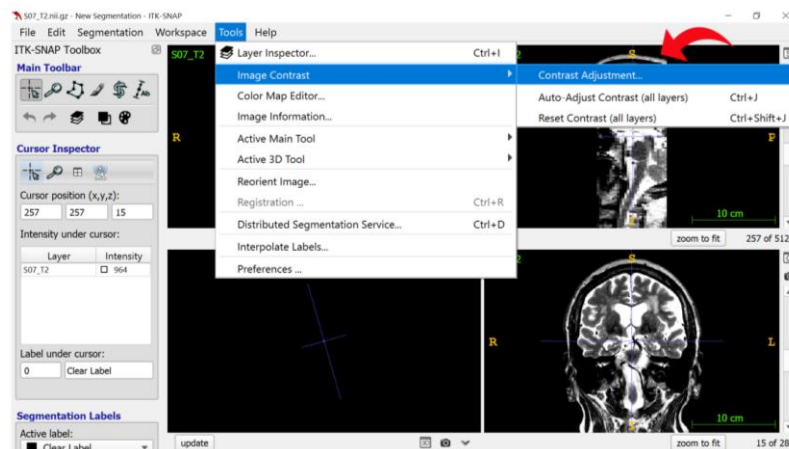 S07_T2.nii.gz - New Segmentation - ITK-SNAP
File Edit Segmentation Workspace Tools Help
ITK-SNAP Toolbox
Main Toolbar
Cursor Inspector
Cursor position (x,y,z):
257 257 15
Intensity under cursor:
Layer Intensity
S07_T2 964
Label under cursor:
0 Clear Label
Segmentation Labels
Active label:
Clear Label
S07_T2
R
Layer Inspector... Ctrl+I
Image Contrast
Color Map Editor...
Image Information...
Active Main Tool
Active 3D Tool
Reorient Image...
Registration ... Ctrl+R
Distributed Segmentation Service... Ctrl+D
Interpolate Labels...
Preferences ...
Contrast Adjustment...
Auto-Adjust Contrast (all layers) Ctrl+J
Reset Contrast (all layers) Ctrl+Shift+J
S
P
I
10 cm
zoom to fit 257 of 512
S
R
L
10 cm
update
zoom to fit 15 of 28